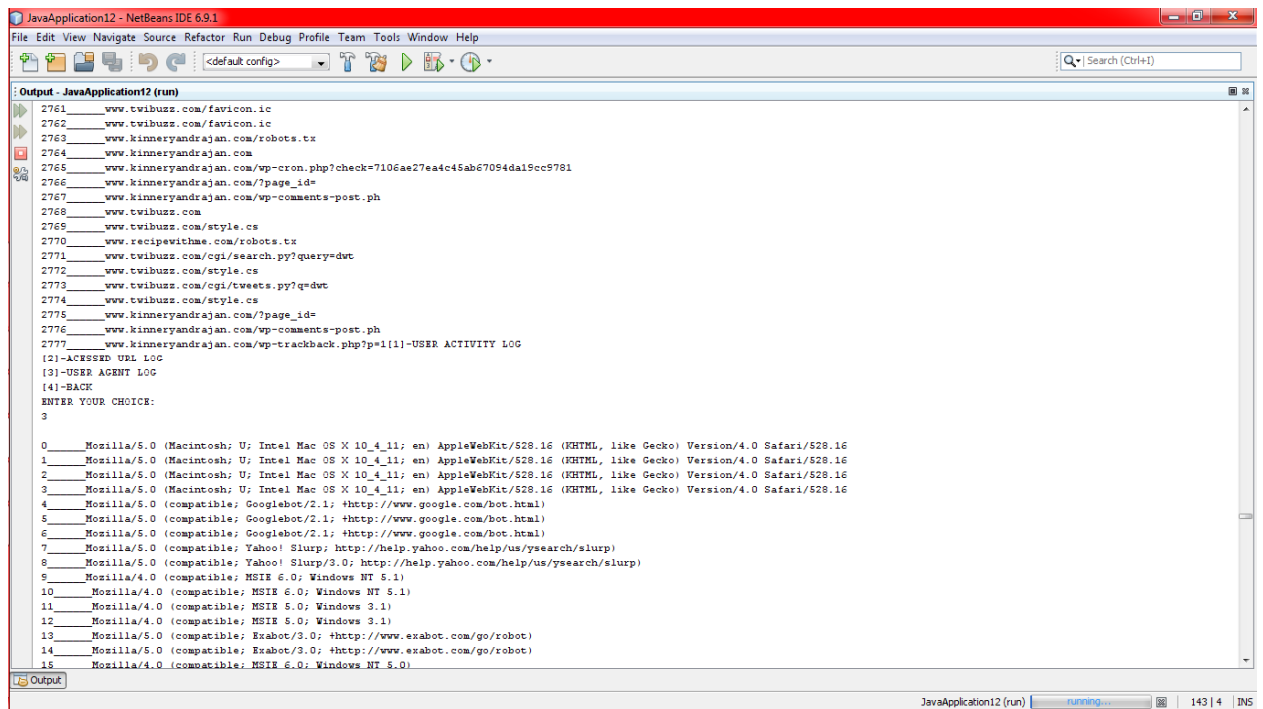 JavaApplication12 - NetBeans IDE 6.9.1
File Edit View Navigate Source Refactor Run Debug Profile Team Tools Window Help
<default config>
Search (Ctrl+I)
Output - JavaApplication12 (run)
2761______www.twibuzz.com/favicon.ic
2762______www.twibuzz.com/favicon.ic
2763______www.kinneryandrajan.com/robots.tx
2764______www.kinneryandrajan.com
2765______www.kinneryandrajan.com/wp-cron.php?check=7106ae27ea4c45ab67094da19cc9781
2766______www.kinneryandrajan.com/?page_id=
2767______www.kinneryandrajan.com/wp-comments-post.ph
2768______www.twibuzz.com
2769______www.twibuzz.com/style.cs
2770______www.recipewithme.com/robots.tx
2771______www.twibuzz.com/cgi/search.py?query=dwt
2772______www.twibuzz.com/style.cs
2773______www.twibuzz.com/cgi/tweets.py?q=dwt
2774______www.twibuzz.com/style.cs
2775______www.kinneryandrajan.com/?page_id=
2776______www.kinneryandrajan.com/wp-comments-post.ph
2777______www.kinneryandrajan.com/wp-trackback.php?p=1[1]-USER ACTIVITY LOG
[2]-ACESSED URL LOG
[3]-USER AGENT LOG
[4]-BACK
ENTER YOUR CHOICE:
3
0______Mozilla/5.0 (Macintosh; U; Intel Mac OS X 10_4_11; en) AppleWebKit/528.16 (KHTML, like Gecko) Version/4.0 Safari/528.16
1______Mozilla/5.0 (Macintosh; U; Intel Mac OS X 10_4_11; en) AppleWebKit/528.16 (KHTML, like Gecko) Version/4.0 Safari/528.16
2______Mozilla/5.0 (Macintosh; U; Intel Mac OS X 10_4_11; en) AppleWebKit/528.16 (KHTML, like Gecko) Version/4.0 Safari/528.16
3______Mozilla/5.0 (Macintosh; U; Intel Mac OS X 10_4_11; en) AppleWebKit/528.16 (KHTML, like Gecko) Version/4.0 Safari/528.16
4______Mozilla/5.0 (compatible; Googlebot/2.1; +http://www.google.com/bot.html)
5______Mozilla/5.0 (compatible; Googlebot/2.1; +http://www.google.com/bot.html)
6______Mozilla/5.0 (compatible; Googlebot/2.1; +http://www.google.com/bot.html)
7______Mozilla/5.0 (compatible; Yahoo! Slurp; http://help.yahoo.com/help/us/ysearch/slurp)
8______Mozilla/5.0 (compatible; Yahoo! Slurp/3.0; http://help.yahoo.com/help/us/ysearch/slurp)
9______Mozilla/4.0 (compatible; MSIE 6.0; Windows NT 5.1)
10______Mozilla/4.0 (compatible; MSIE 6.0; Windows NT 5.1)
11______Mozilla/4.0 (compatible; MSIE 5.0; Windows 3.1)
12______Mozilla/4.0 (compatible; MSIE 5.0; Windows 3.1)
13______Mozilla/5.0 (compatible; Exabot/3.0; +http://www.exabot.com/go/robot)
14______Mozilla/5.0 (compatible; Exabot/3.0; +http://www.exabot.com/go/robot)
15______Mozilla/4.0 (compatible; MSIE 6.0; Windows NT 5.0)
Output
JavaApplication12 (run) running... 143|4 INS